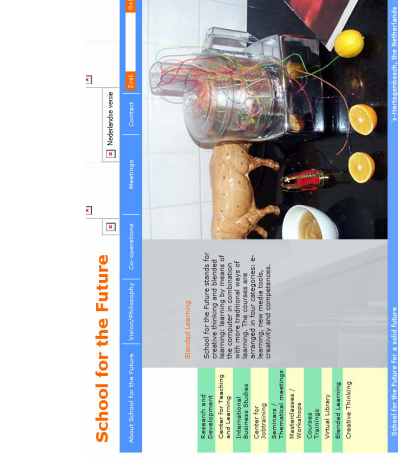 School for the Future
Nederlandse versie
About School for the Future
Vision/Philosophy
Co-operations
Meetings
Contact
Zoek
Go!
Research and
Development
Center for Teaching
and Learning
International
Business Studies
Center for
Jobtraining
Seminars /
International meetings
Masterclasses /
Workshops
Courses
Trainings
Virtual Library
Blended Learning
Creative Thinking
Blended Learning
School for the Future stands for
creative thinking and blended
learning: learning by means of
the computer in combination
with more traditional ways of
learning. The courses are
arranged in four categories: e-
learning, new media tools,
creativity and competences.
School for the Future for a solid future
's-Hertogenbosch, the Netherlands